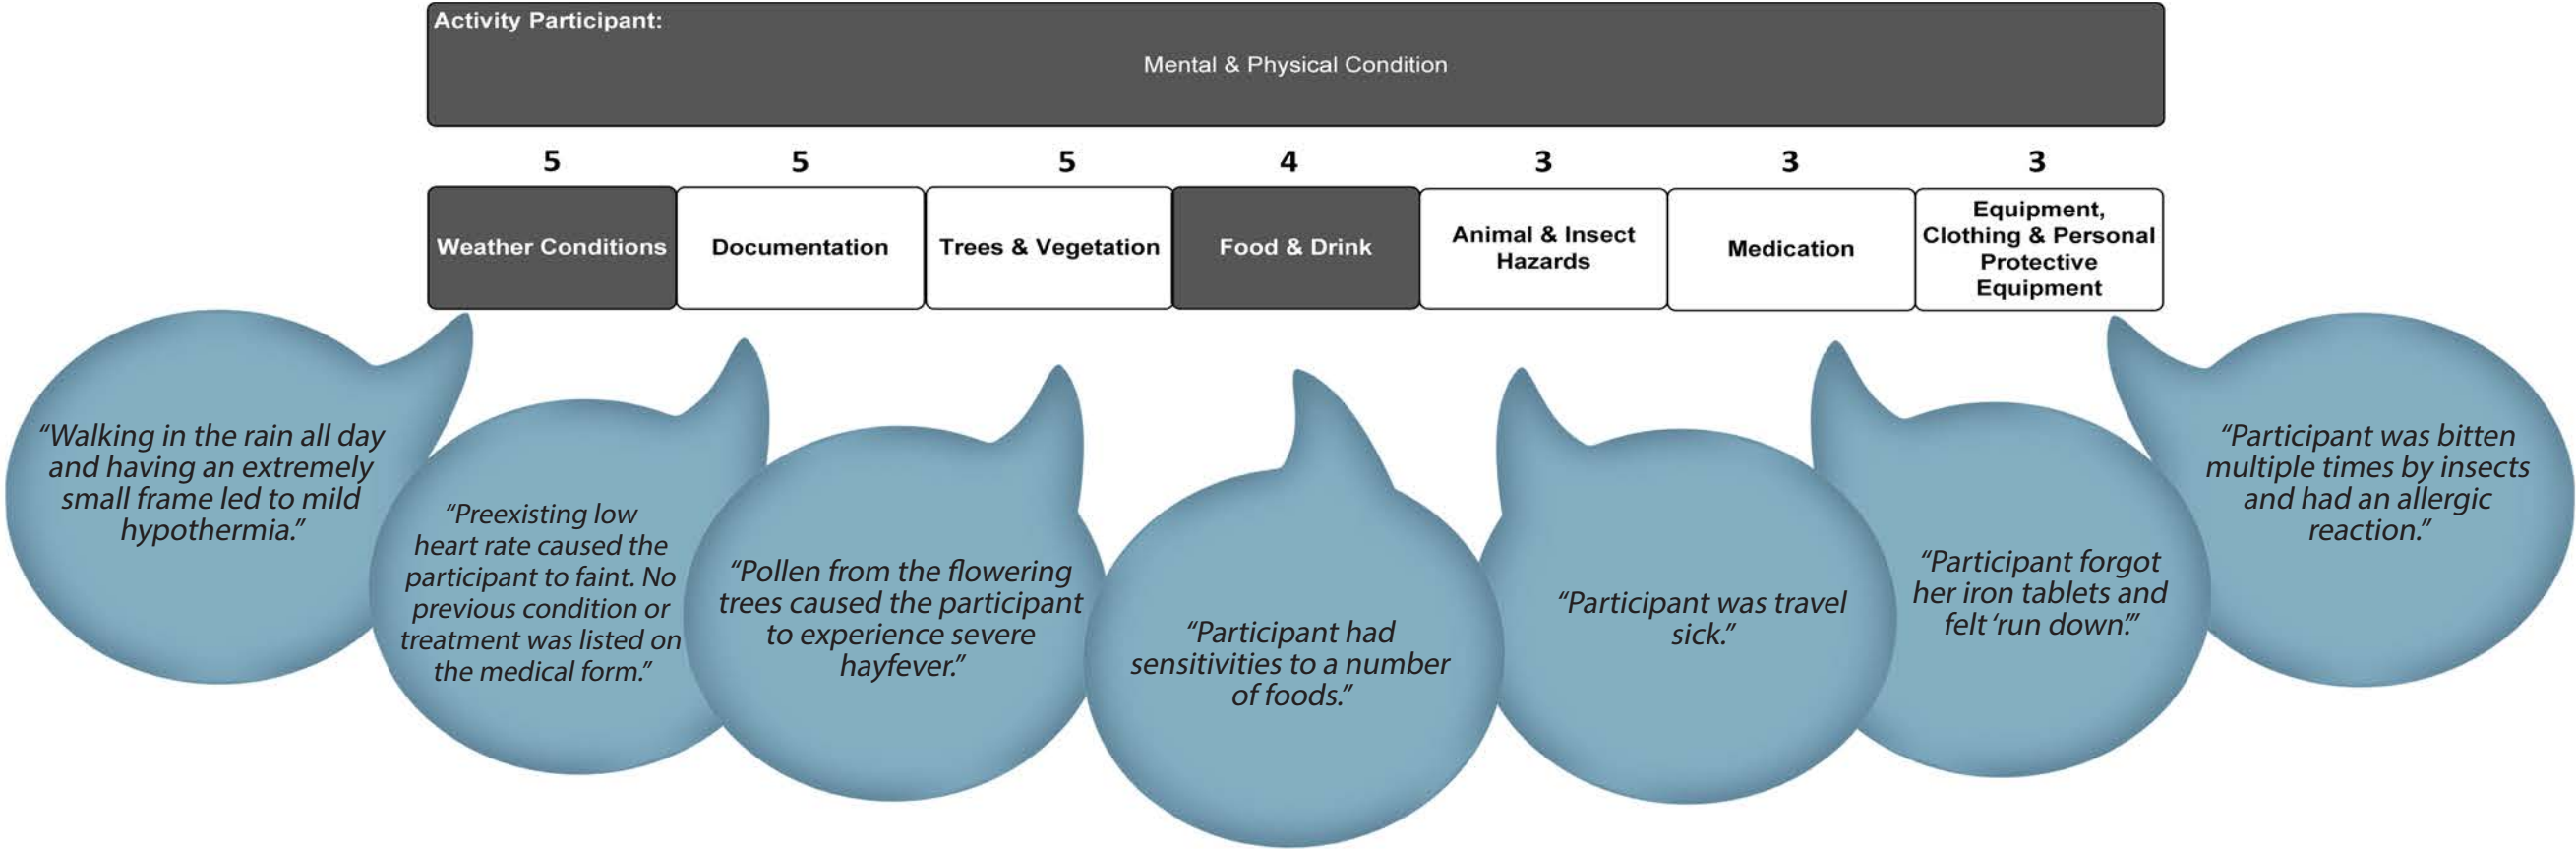 Activity Participant:
Mental & Physical Condition
5 5 5 4 3 3 3
Weather Conditions
Documentation
Trees & Vegetation
Food & Drink
Animal & Insect
Hazards
Medication
Equipment,
Clothing & Personal
Protective
Equipment
“Walking in the rain all day
and having an extremely
small frame led to mild
hypothermia.”
“Preexisting low
heart rate caused the
participant to faint. No
previous condition or
treatment was listed on
the medical form.”
“Pollen from the flowering
trees caused the participant
to experience severe
hayfever.”
“Participant had
sensitivities to a number
of foods.”
“Participant was travel
sick.”
“Participant forgot
her iron tablets and
felt ‘run down’.”
“Participant was bitten
multiple times by insects
and had an allergic
reaction.”